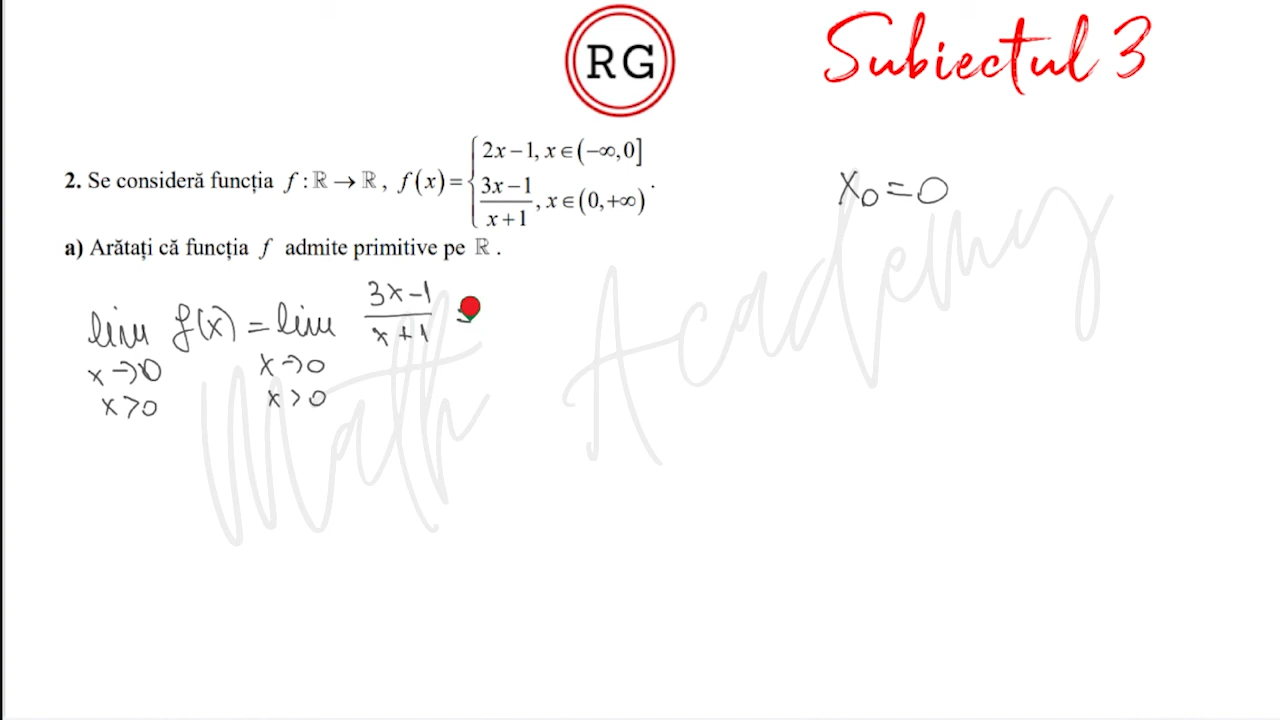 RG
Subiectul 3
2. Se consideră funcția f : ℝ → ℝ, f(x) = { 2x − 1, x ∈ (−∞, 0]
(3x − 1)/(x + 1), x ∈ (0, +∞) .
x₀ = 0
a) Arătați că funcția f admite primitive pe ℝ .
lim f(x) = lim (3x − 1)/(x + 1) =
x → 0 x → 0
x > 0 x > 0
Math Academy